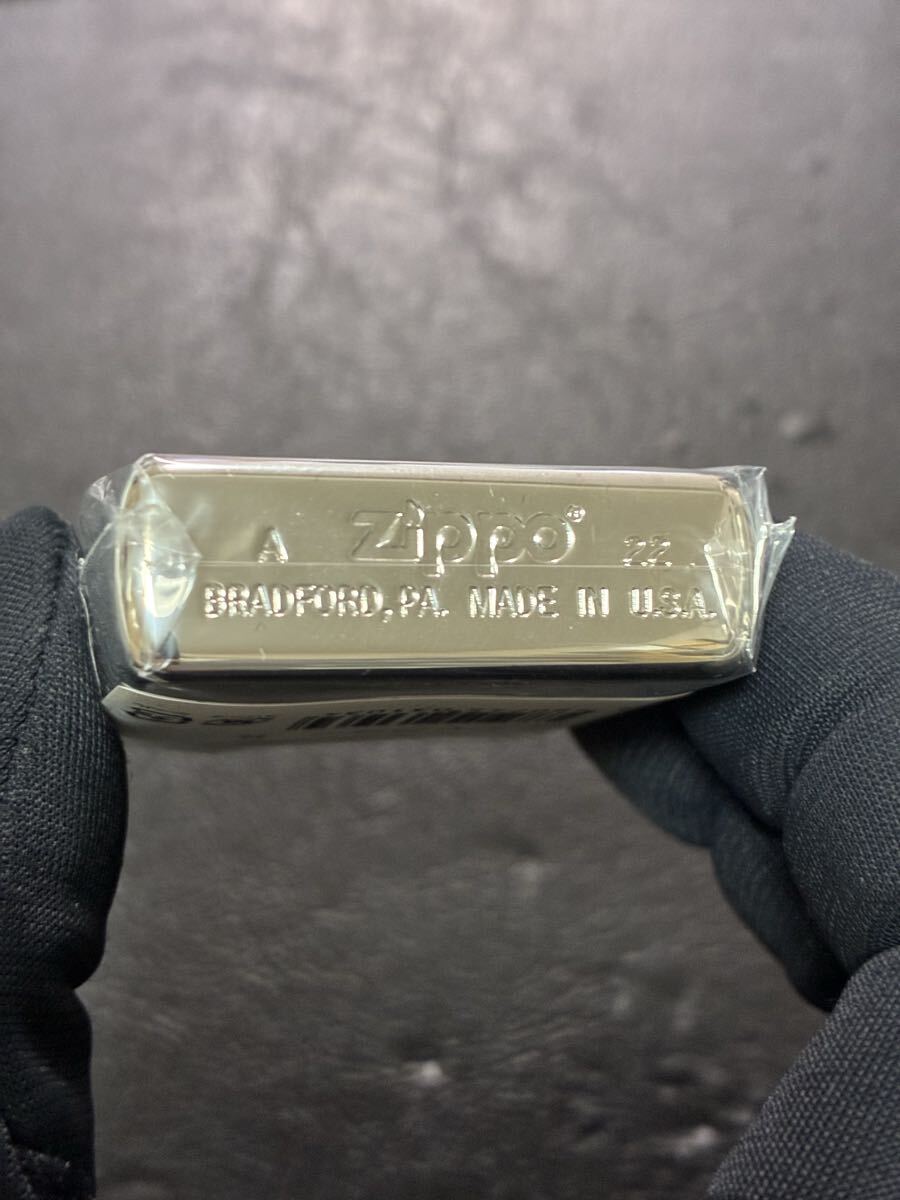 A Zippo® 22
BRADFORD, PA. MADE IN U.S.A.